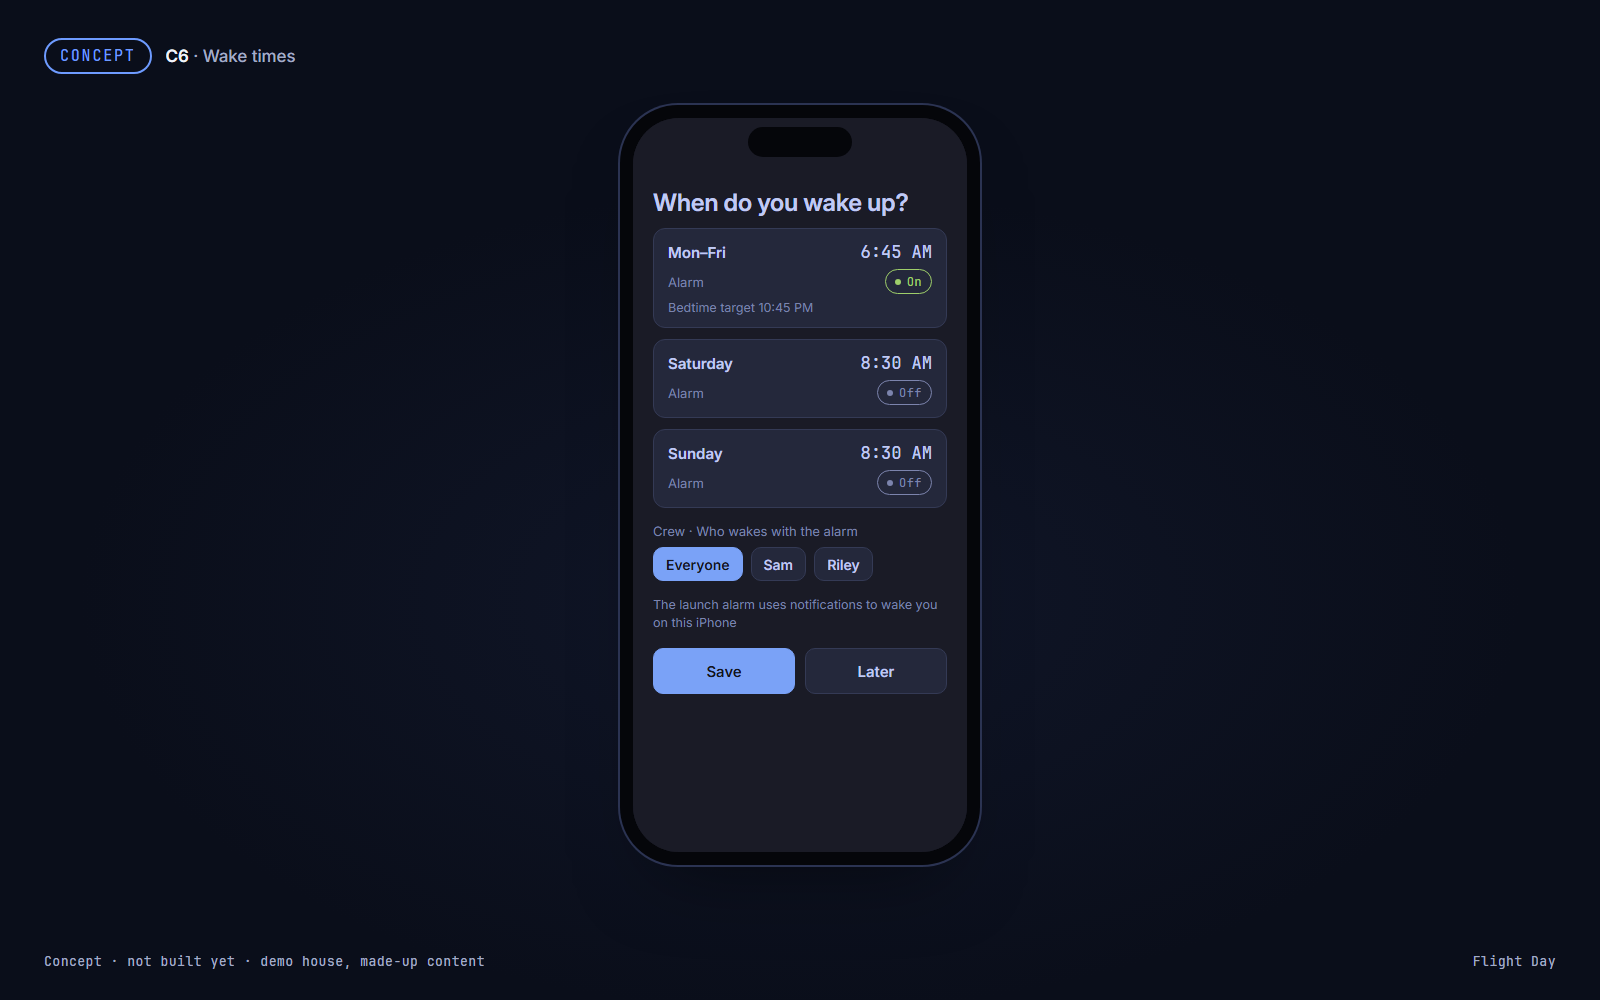 CONCEPT C6 · Wake times
When do you wake up?
Mon–Fri 6:45 AM
Alarm On
Bedtime target 10:45 PM
Saturday 8:30 AM
Alarm Off
Sunday 8:30 AM
Alarm Off
Crew · Who wakes with the alarm
Everyone Sam Riley
The launch alarm uses notifications to wake you
on this iPhone
Save Later
Concept · not built yet · demo house, made-up content Flight Day